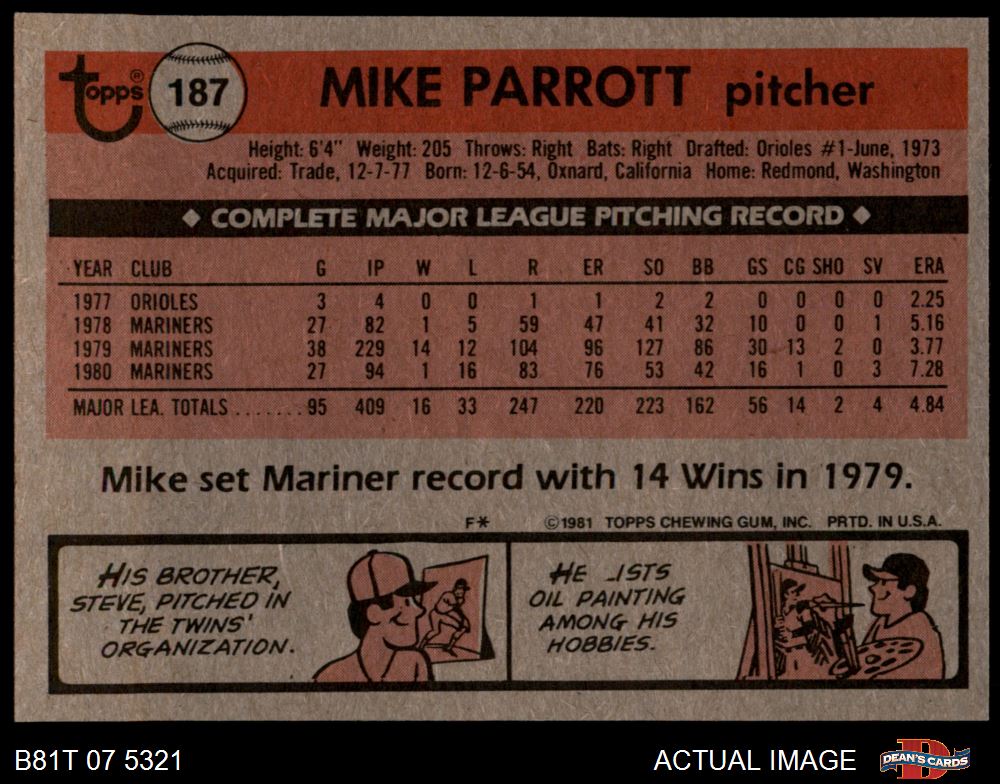 topps®
187
MIKE PARROTT pitcher
Height: 6'4" Weight: 205 Throws: Right Bats: Right Drafted: Orioles #1-June, 1973
Acquired: Trade, 12-7-77 Born: 12-6-54, Oxnard, California Home: Redmond, Washington
◆ COMPLETE MAJOR LEAGUE PITCHING RECORD ◆
YEAR CLUB G IP W L R ER SO BB GS CG SHO SV ERA
1977 ORIOLES 3 4 0 0 1 1 2 2 0 0 0 0 2.25
1978 MARINERS 27 82 1 5 59 47 41 32 10 0 0 1 5.16
1979 MARINERS 38 229 14 12 104 96 127 86 30 13 2 0 3.77
1980 MARINERS 27 94 1 16 83 76 53 42 16 1 0 3 7.28
MAJOR LEA. TOTALS ....... 95 409 16 33 247 220 223 162 56 14 2 4 4.84
Mike set Mariner record with 14 Wins in 1979.
F* ©1981 TOPPS CHEWING GUM, INC. PRTD. IN U.S.A.
HIS BROTHER,
STEVE, PITCHED IN
THE TWINS'
ORGANIZATION.
HE _ISTS
OIL PAINTING
AMONG HIS
HOBBIES.
B81T 07 5321
ACTUAL IMAGE
D
DEAN'S CARDS